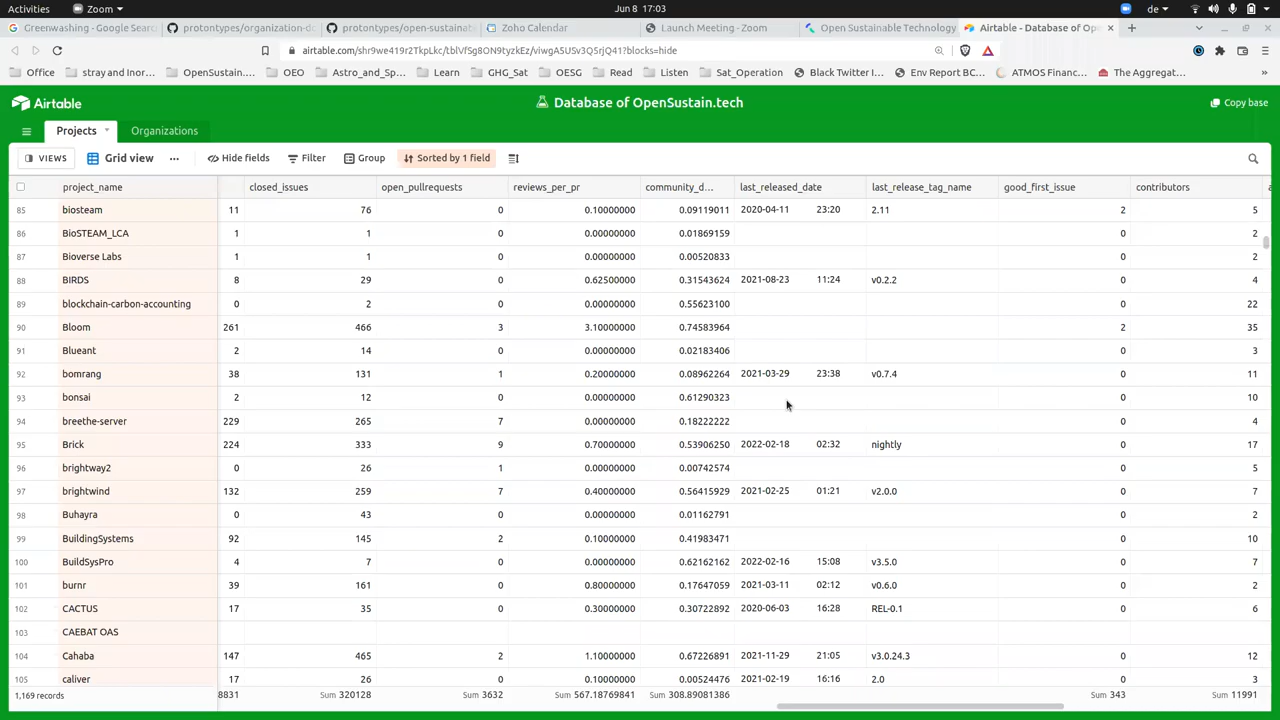 Activities Zoom Jun 8 17:03 de
Greenwashing - Google Searc protontypes/organization-de protontypes/opensustainat Zoho Calendar Launch Meeting - Zoom Open Sustainable Technology Airtable - Database of Op
airtable.com/shr9we419r2TkpLkc/tblVfSg8ON9tyzkEz/viwgA5USv3Q5rjQ41?blocks=hide
Office stray and Inor... OpenSustain.... OEO Astro_and_Sp... Learn GHG_Sat OESG Read Listen Sat_Operation Black Twitter I... Env Report BC... ATMOS Financ... The Aggregat... »
Airtable Database of OpenSustain.tech Copy base
Projects Organizations
VIEWS Grid view ... Hide fields Filter Group Sorted by 1 field
project_name closed_issues open_pullrequests reviews_per_pr community_d... last_released_date last_release_tag_name good_first_issue contributors
85 biosteam 11 76 0 0.10000000 0.09119011 2020-04-11 23:20 2.11 2 5
86 BioSTEAM_LCA 1 1 0 0.00000000 0.01869159 0 2
87 Bioverse Labs 1 1 0 0.00000000 0.00520833 0 2
88 BIRDS 8 29 0 0.62500000 0.31543624 2021-08-23 11:24 v0.2.2 0 4
89 blockchain-carbon-accounting 0 2 0 0.00000000 0.55623100 0 22
90 Bloom 261 466 3 3.10000000 0.74583964 2 35
91 Blueant 2 14 0 0.00000000 0.02183406 0 3
92 bomrang 38 131 1 0.20000000 0.08962264 2021-03-29 23:38 v0.7.4 0 11
93 bonsai 2 12 0 0.00000000 0.61290323 0 10
94 breethe-server 229 265 7 0.00000000 0.18222222 0 4
95 Brick 224 333 9 0.70000000 0.53906250 2022-02-18 02:32 nightly 0 17
96 brightway2 0 26 1 0.00000000 0.00742574 0 5
97 brightwind 132 259 7 0.40000000 0.56415929 2021-02-25 01:21 v2.0.0 0 7
98 Buhayra 0 43 0 0.00000000 0.01162791 0 2
99 BuildingSystems 92 145 2 0.10000000 0.41983471 0 10
100 BuildSysPro 4 7 0 0.00000000 0.62162162 2022-02-16 15:08 v3.5.0 0 7
101 burnr 39 161 0 0.80000000 0.17647059 2021-03-11 02:12 v0.6.0 0 2
102 CACTUS 17 35 0 0.30000000 0.30722892 2020-06-03 16:28 REL-0.1 0 6
103 CAEBAT OAS
104 Cahaba 147 465 2 1.10000000 0.67226891 2021-11-29 21:05 v3.0.24.3 0 12
105 caliver 17 26 0 0.10000000 0.00524476 2021-02-19 16:16 2.0 0 3
1,169 records 8831 Sum 320128 Sum 3632 Sum 567.18769841 Sum 308.89081386 Sum 343 Sum 11991